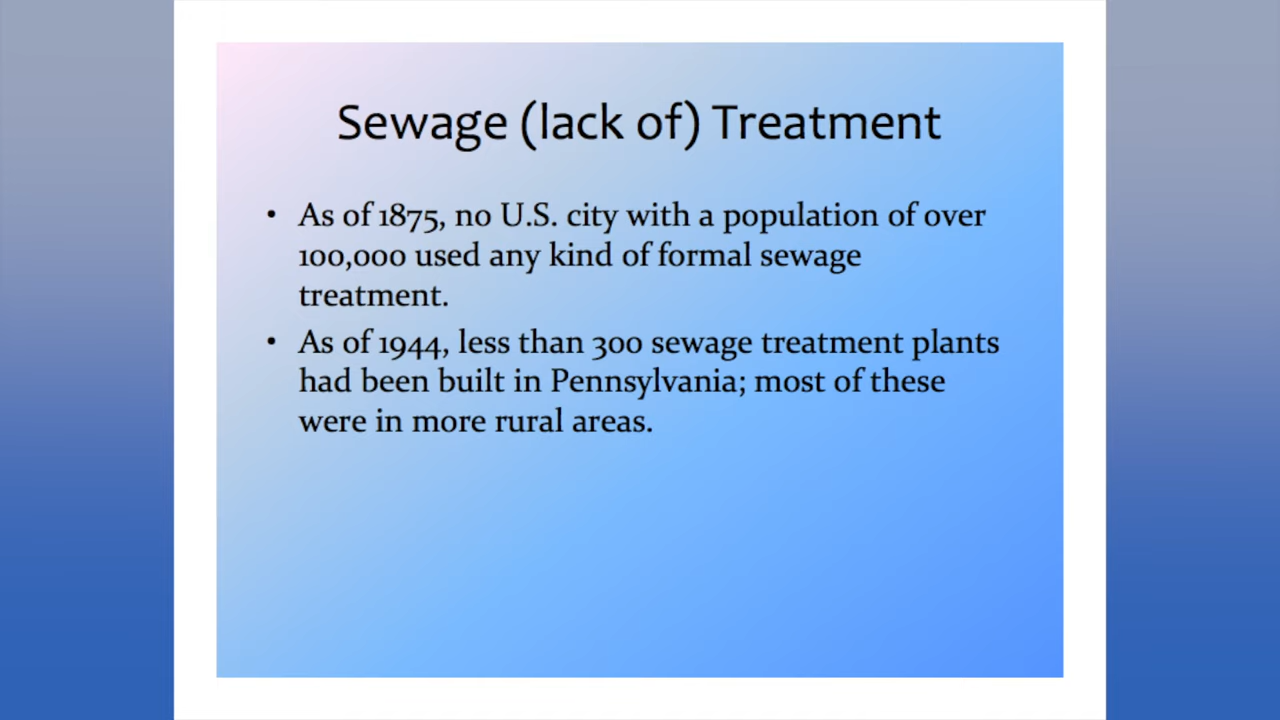 Sewage (lack of) Treatment
• As of 1875, no U.S. city with a population of over
100,000 used any kind of formal sewage
treatment.
• As of 1944, less than 300 sewage treatment plants
had been built in Pennsylvania; most of these
were in more rural areas.